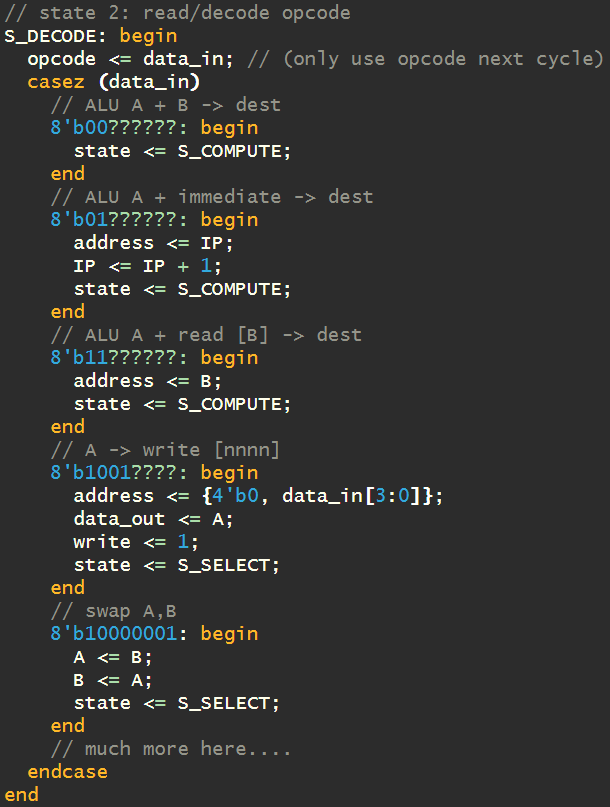 // state 2: read/decode opcode
S_DECODE: begin
  opcode <= data_in; // (only use opcode next cycle)
  casez (data_in)
    // ALU A + B -> dest
    8'b00??????: begin
      state <= S_COMPUTE;
    end
    // ALU A + immediate -> dest
    8'b01??????: begin
      address <= IP;
      IP <= IP + 1;
      state <= S_COMPUTE;
    end
    // ALU A + read [B] -> dest
    8'b11??????: begin
      address <= B;
      state <= S_COMPUTE;
    end
    // A -> write [nnnn]
    8'b1001????: begin
      address <= {4'b0, data_in[3:0]};
      data_out <= A;
      write <= 1;
      state <= S_SELECT;
    end
    // swap A,B
    8'b10000001: begin
      A <= B;
      B <= A;
      state <= S_SELECT;
    end
    // much more here....
  endcase
end